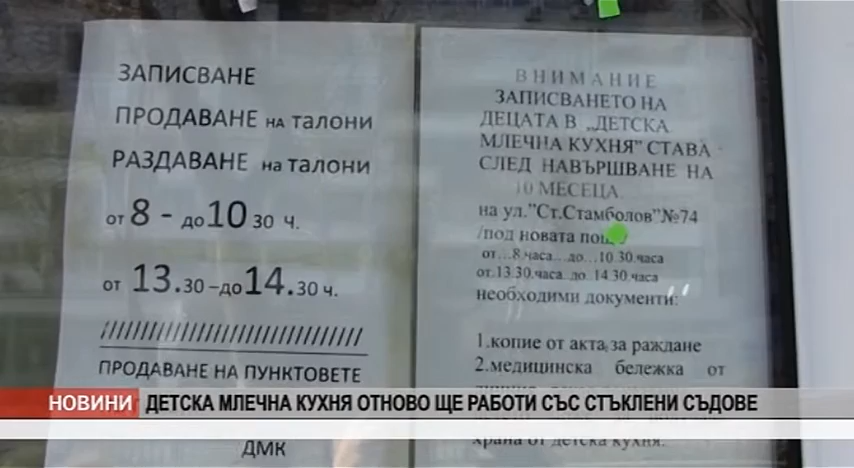 ЗАПИСВАНЕ
ПРОДАВАНЕ НА ТАЛОНИ
РАЗДАВАНЕ НА ТАЛОНИ
от 8 - до 10 30 ч.
от 13.30 – до 14.30 ч.
////////////////////////////////
ПРОДАВАНЕ НА ПУНКТОВЕТЕ
ДМК
ВНИМАНИЕ
ЗАПИСВАНЕТО НА
ДЕЦАТА В „ДЕТСКА
МЛЕЧНА КУХНЯ" СТАВА
СЛЕД НАВЪРШВАНЕ НА
10 МЕСЕЦА
на ул."Ст.Стамболов"№74
/под новата
от...8.часа....до...10.30.часа
от.13.30.часа..до..14.30.часа
необходими документи:
1.копие от акта за раждане
2.медицинска бележка от
храна от детска кухня.
НОВИНИ
ДЕТСКА МЛЕЧНА КУХНЯ ОТНОВО ЩЕ РАБОТИ СЪС СТЪКЛЕНИ СЪДОВЕ